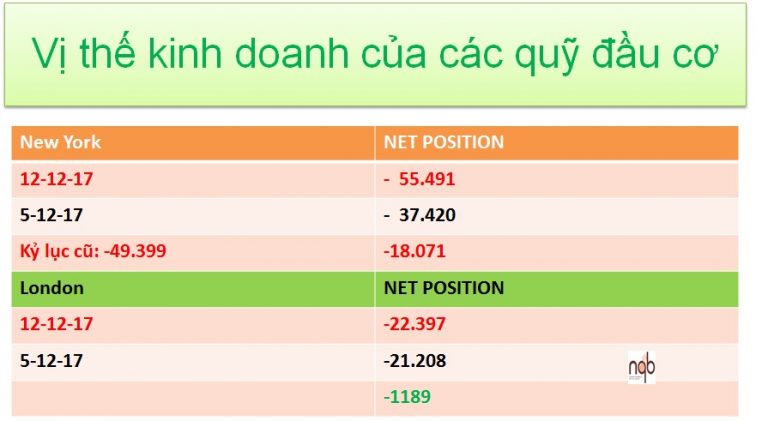 Vị thế kinh doanh của các quỹ đầu cơ
New York NET POSITION
12-12-17 - 55.491
5-12-17 - 37.420
Kỷ lục cũ: -49.399 -18.071
London NET POSITION
12-12-17 -22.397
5-12-17 -21.208
nqb
-1189